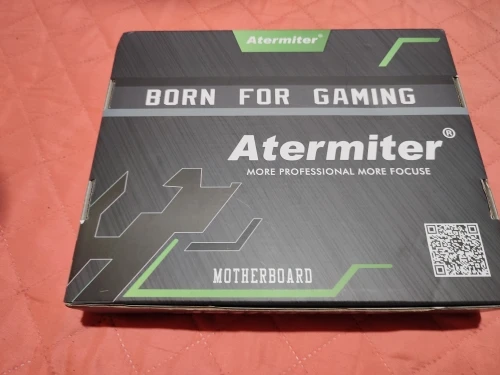 Atermiter®
BORN FOR GAMING
Atermiter®
MORE PROFESSIONAL MORE FOCUSE
MOTHERBOARD